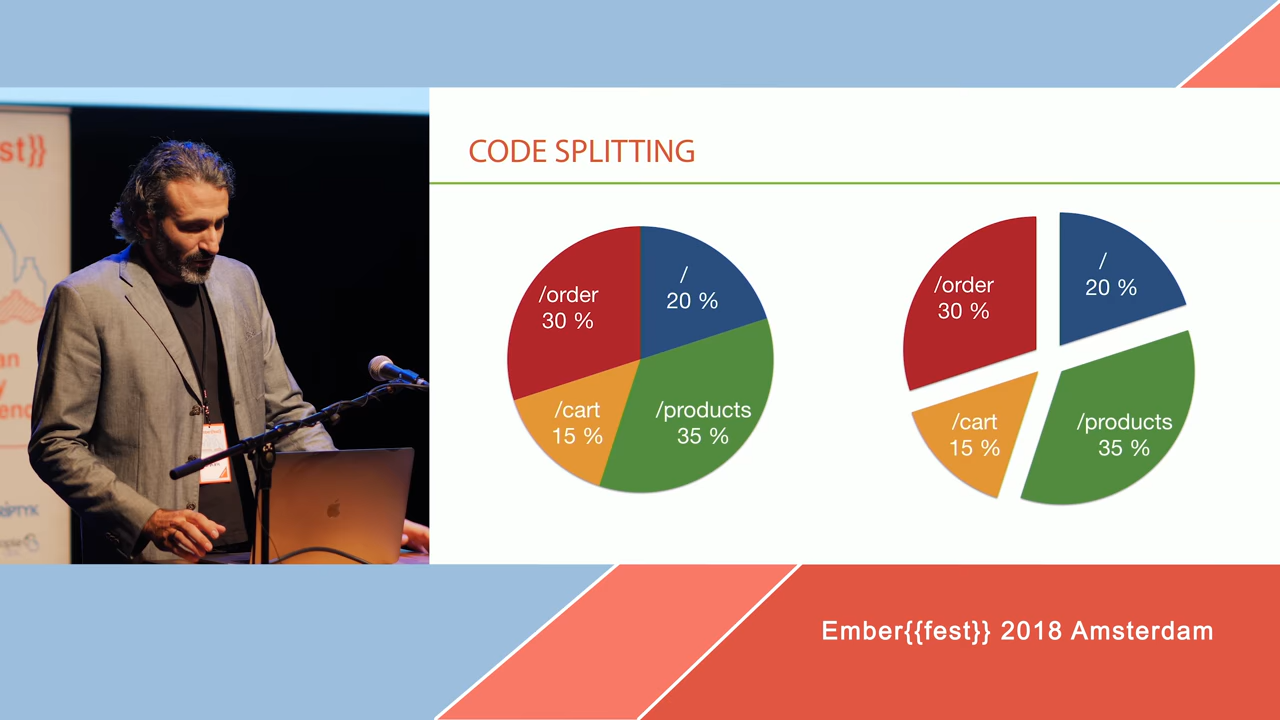 st}}
CODE SPLITTING
/order
30 %
/
20 %
/cart
15 %
/products
35 %
/order
30 %
/
20 %
/cart
15 %
/products
35 %
Ember{{fest}} 2018 Amsterdam